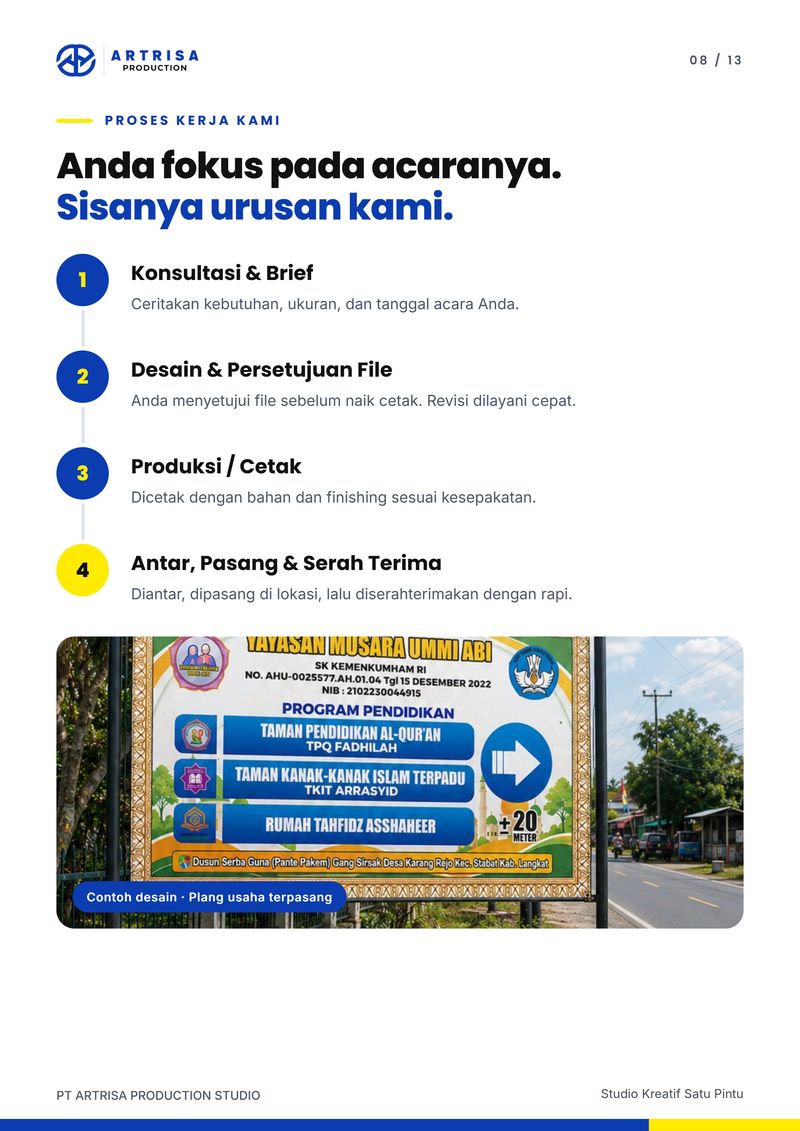 ARTRISA
PRODUCTION
08 / 13
PROSES KERJA KAMI
Anda fokus pada acaranya.
Sisanya urusan kami.
1
Konsultasi & Brief
Ceritakan kebutuhan, ukuran, dan tanggal acara Anda.
2
Desain & Persetujuan File
Anda menyetujui file sebelum naik cetak. Revisi dilayani cepat.
3
Produksi / Cetak
Dicetak dengan bahan dan finishing sesuai kesepakatan.
4
Antar, Pasang & Serah Terima
Diantar, dipasang di lokasi, lalu diserahterimakan dengan rapi.
YAYASAN MUSARA UMMI ABI
SK KEMENKUMHAM RI
NO. AHU-0025577.AH.01.04 Tgl 15 DESEMBER 2022
NIB : 2102230044915
PROGRAM PENDIDIKAN
TAMAN PENDIDIKAN AL-QUR'AN
TPQ FADHILAH
TAMAN KANAK-KANAK ISLAM TERPADU
TKIT ARRASYID
RUMAH TAHFIDZ ASSHAHEER
± 20
METER
Dusun Serba Guna (Pante Pakem) Gang Sirsak Desa Karang Rejo Kec. Stabat Kab. Langkat
Contoh desain · Plang usaha terpasang
PT ARTRISA PRODUCTION STUDIO
Studio Kreatif Satu Pintu